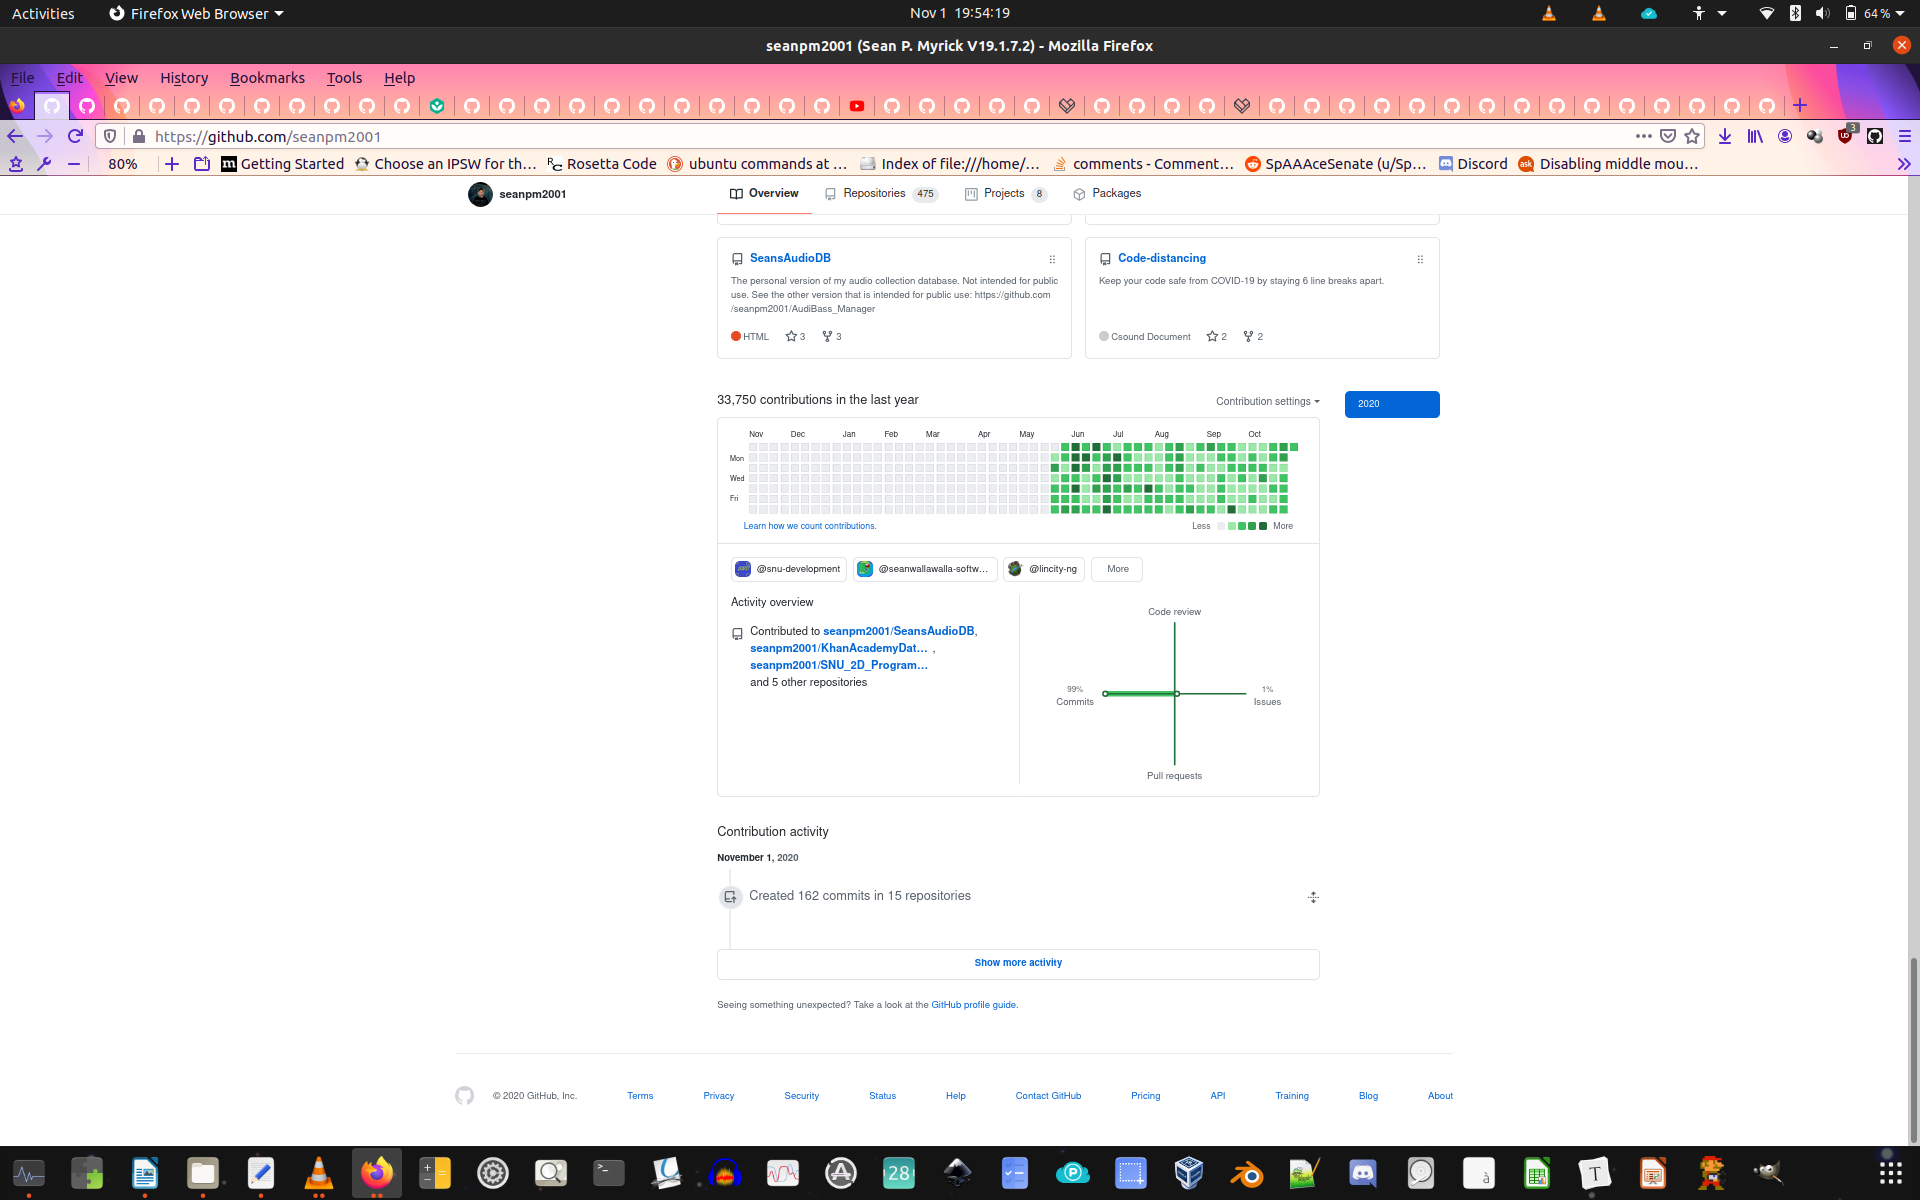 Activities
Firefox Web Browser
Nov 1 19:54:19
64 %
seanpm2001 (Sean P. Myrick V19.1.7.2) - Mozilla Firefox
File Edit View History Bookmarks Tools Help
https://github.com/seanpm2001
3
80%
Getting Started
Choose an IPSW for th…
Rosetta Code
ubuntu commands at …
Index of file:///home/…
comments - Comment…
SpAAAceSenate (u/Sp…
Discord
Disabling middle mou…
seanpm2001
Overview
Repositories 475
Projects 8
Packages
SeansAudioDB
The personal version of my audio collection database. Not intended for public
use. See the other version that is intended for public use: https://github.com
/seanpm2001/AudiBass_Manager
HTML 3 3
Code-distancing
Keep your code safe from COVID-19 by staying 6 line breaks apart.
Csound Document 2 2
33,750 contributions in the last year
Contribution settings
2020
Nov Dec Jan Feb Mar Apr May Jun Jul Aug Sep Oct
Mon
Wed
Fri
Learn how we count contributions.
Less More
@snu-development
@seanwallawalla-softw…
@lincity-ng
More
Activity overview
Contributed to seanpm2001/SeansAudioDB,
seanpm2001/KhanAcademyDat… ,
seanpm2001/SNU_2D_Program…
and 5 other repositories
Code review
99%
Commits
1%
Issues
Pull requests
Contribution activity
November 1, 2020
Created 162 commits in 15 repositories
Show more activity
Seeing something unexpected? Take a look at the GitHub profile guide.
© 2020 GitHub, Inc.
Terms
Privacy
Security
Status
Help
Contact GitHub
Pricing
API
Training
Blog
About
28